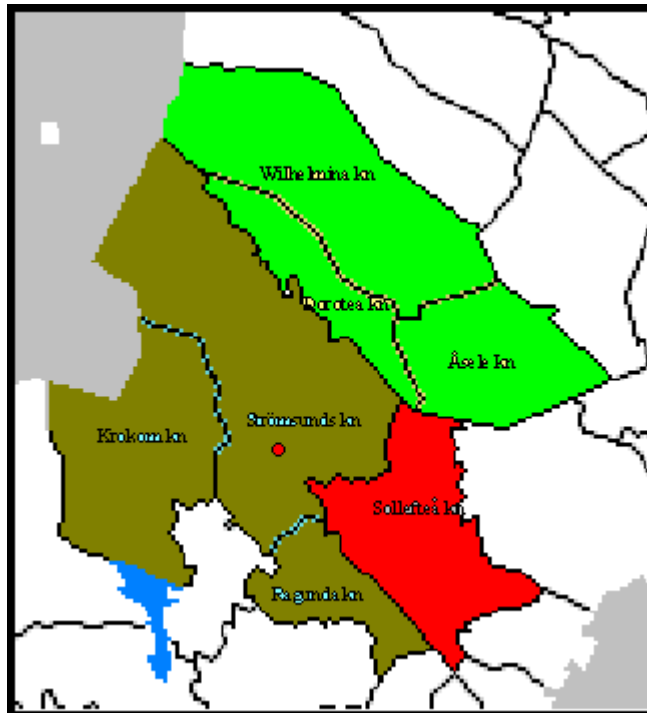 Wilhelmina kn
Dorotea kn
Åsele kn
Strömsunds kn
Krokom kn
Sollefteå kn
Ragunda kn